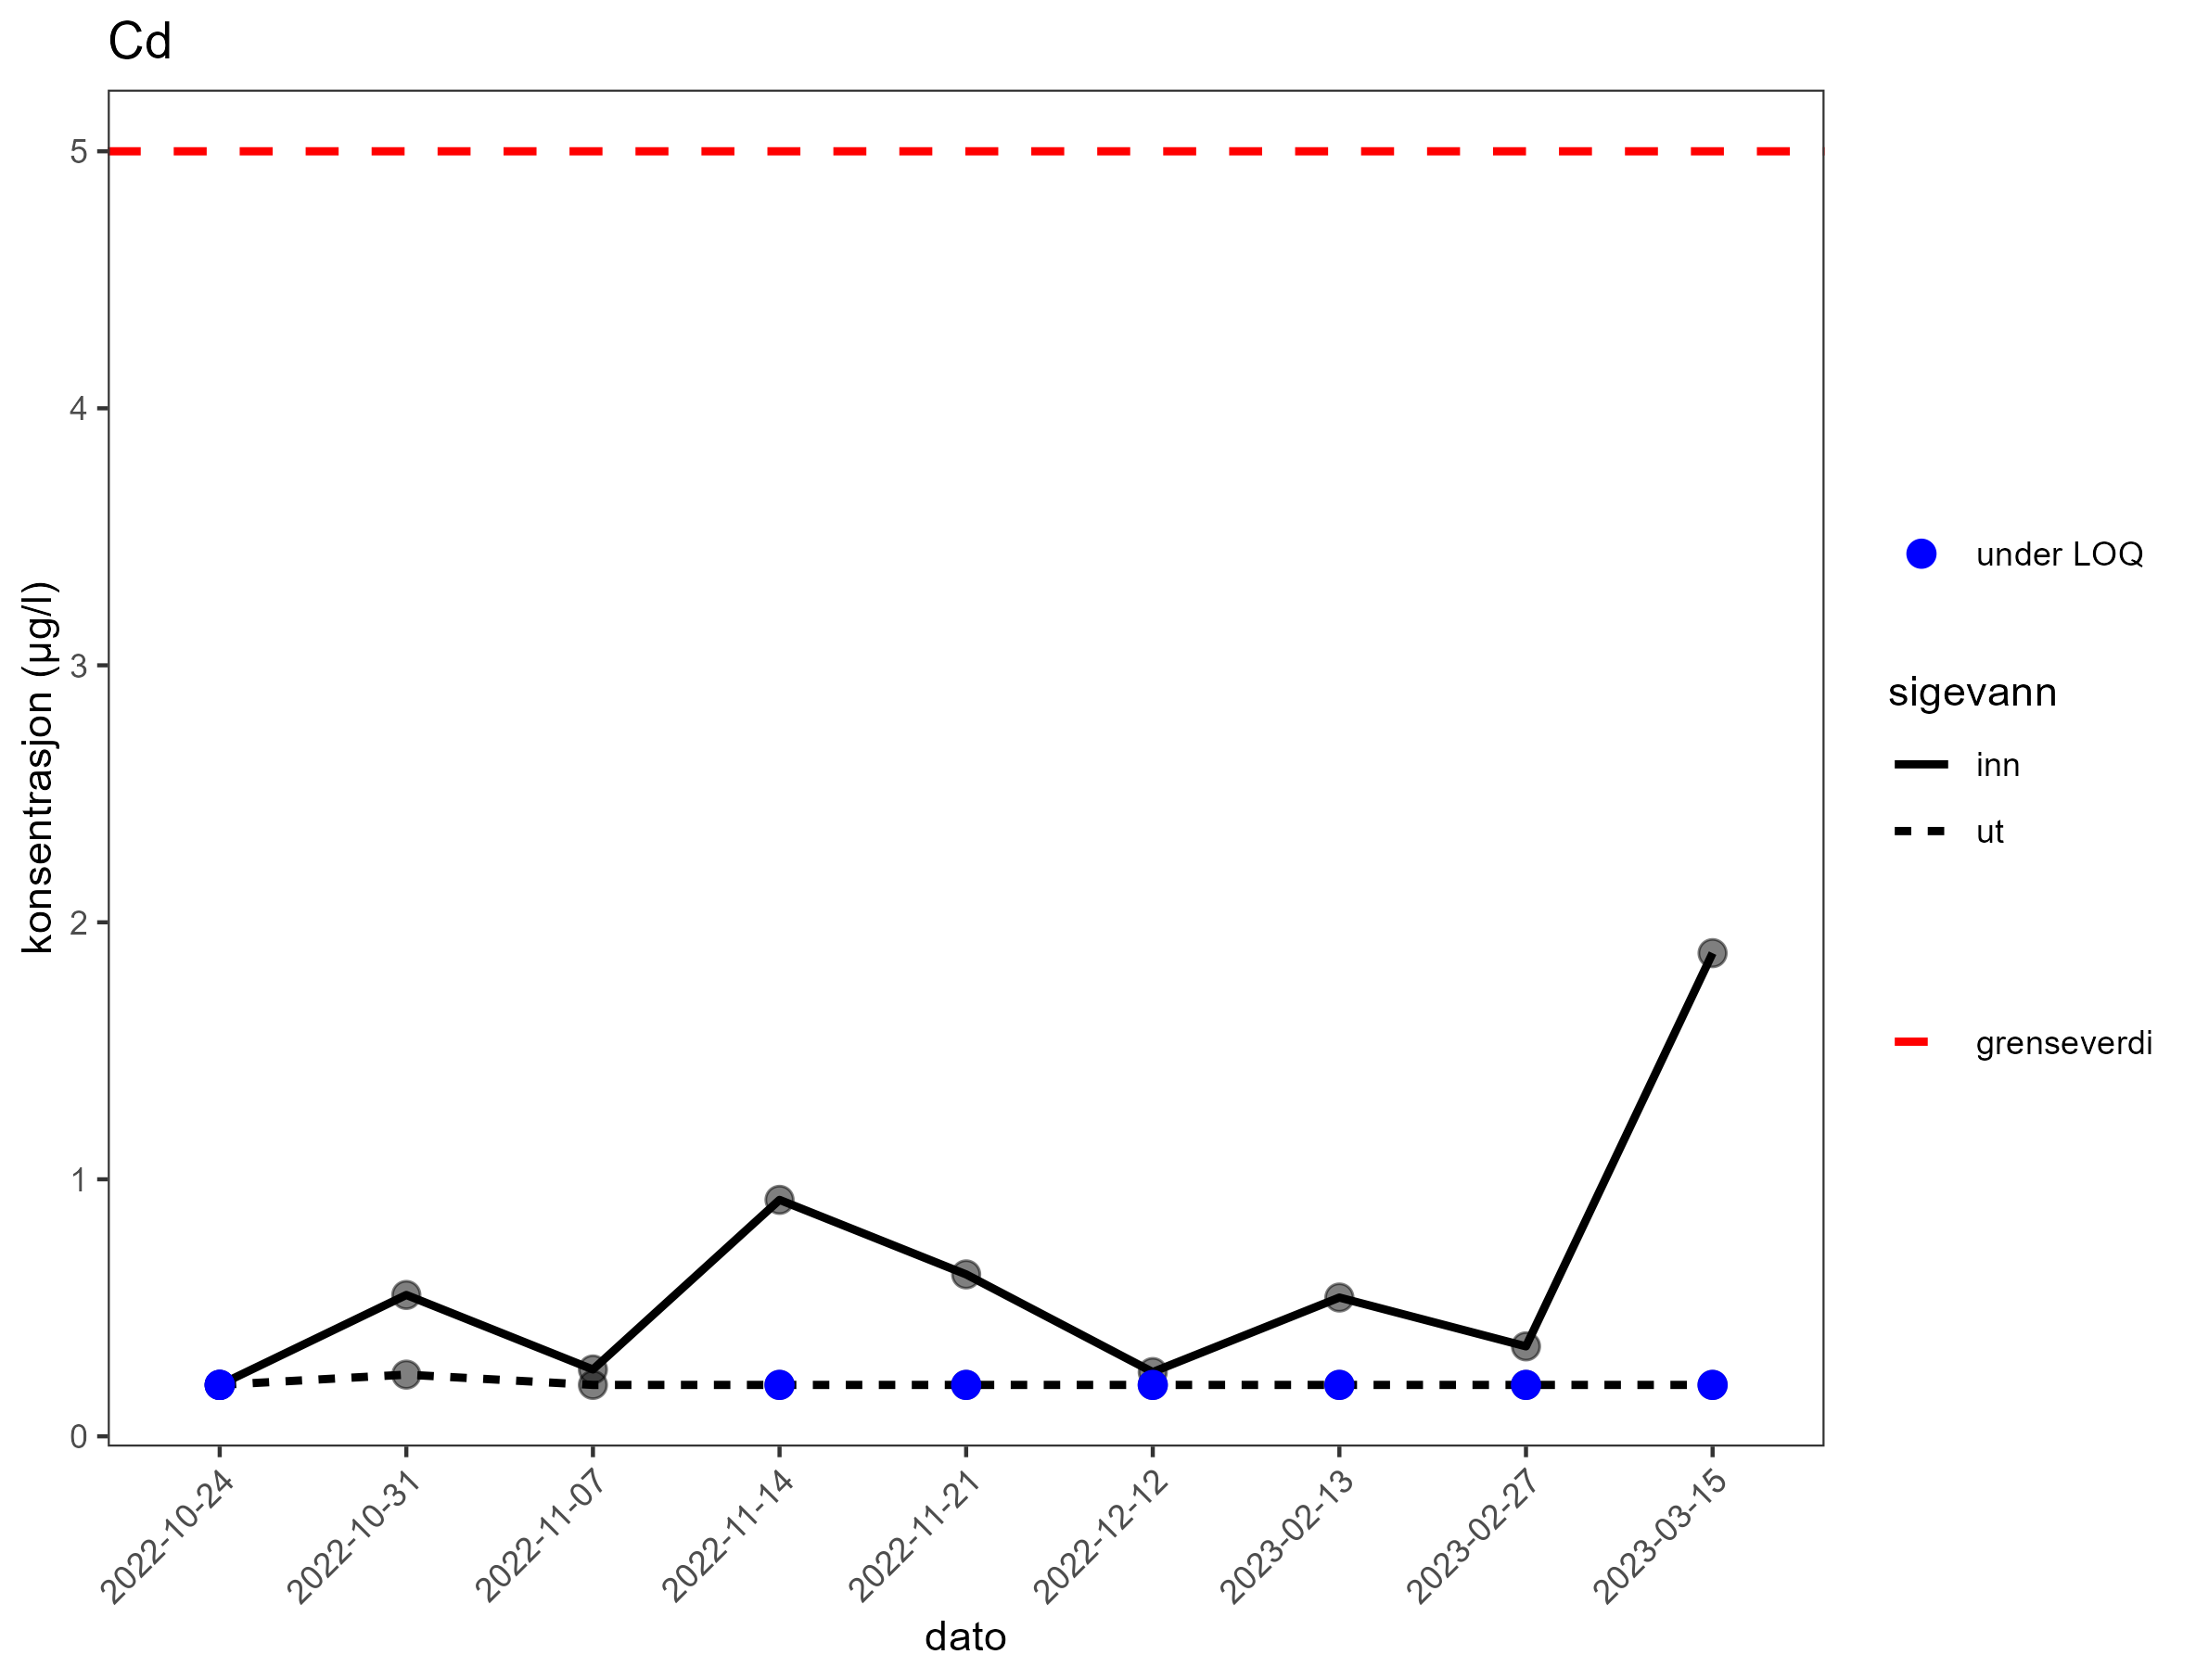 Cd
konsentrasjon (µg/l)
5
4
3
2
1
0
2022-10-24
2022-10-31
2022-11-07
2022-11-14
2022-11-21
2022-12-12
2023-02-13
2023-02-27
2023-03-15
dato
under LOQ
sigevann
inn
ut
grenseverdi